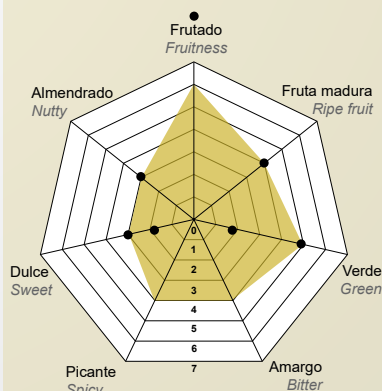 Frutado
Fruitness
Almendrado
Nutty
Fruta madura
Ripe fruit
0
1
2
3
4
5
6
7
Dulce
Sweet
Verde
Green
Picante
Spicy
Amargo
Bitter